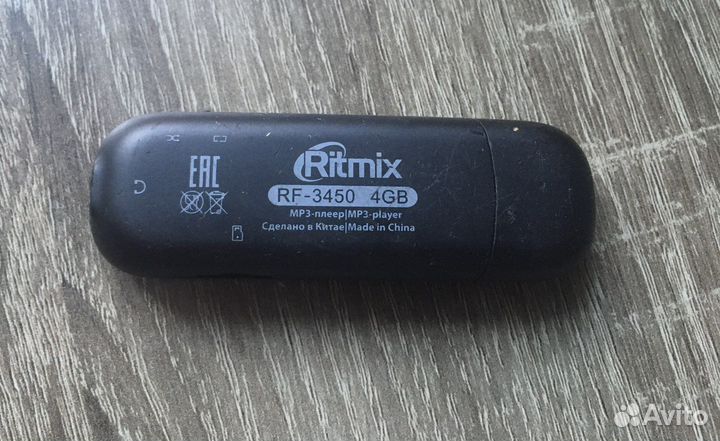 Ritmix
EAC
RF-3450 4GB
MP3-плеер|MP3-player
Сделано в Китае|Made in China
Avito